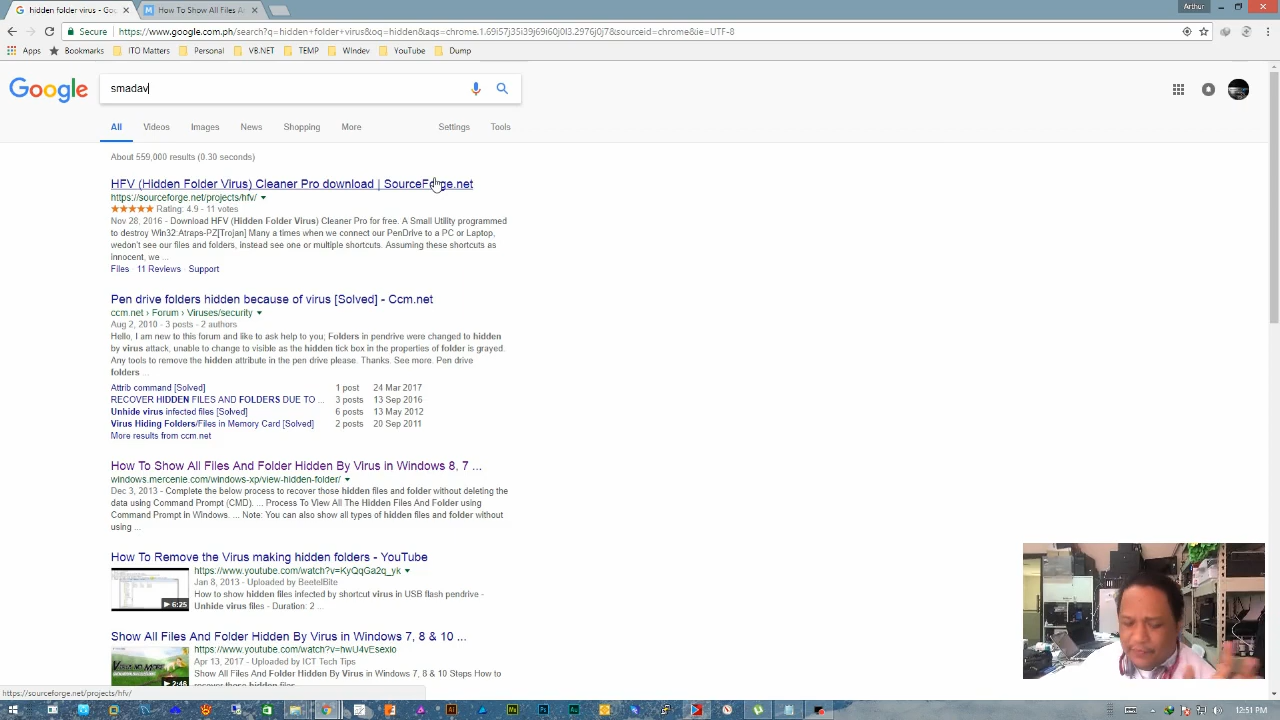 hidden folder virus - Goo
How To Show All Files An
Arthur
Secure
https://www.google.com.ph/search?q=hidden+folder+virus&oq=hidden&aqs=chrome.1.69i57j35i39j69i60j0l3.2976j0j7&sourceid=chrome&ie=UTF-8
Apps
Bookmarks
ITO Matters
Personal
VB.NET
TEMP
WIndev
YouTube
Dump
Google
smadav
All
Videos
Images
News
Shopping
More
Settings
Tools
About 559,000 results (0.30 seconds)
HFV (Hidden Folder Virus) Cleaner Pro download | SourceForge.net
https://sourceforge.net/projects/hfv/
Rating: 4.9 - 11 votes
Nov 28, 2016 - Download HFV (Hidden Folder Virus) Cleaner Pro for free. A Small Utility programmed
to destroy Win32:Atraps-PZ[Trojan] Many a times when we connect our PenDrive to a PC or Laptop,
wedon't see our files and folders, instead see one or multiple shortcuts. Assuming these shortcuts as
innocent, we ...
Files 11 Reviews Support
Pen drive folders hidden because of virus [Solved] - Ccm.net
ccm.net › Forum › Viruses/security
Aug 2, 2010 - 3 posts - 2 authors
Hello, I am new to this forum and like to ask help to you; Folders in pendrive were changed to hidden
by virus attack, unable to change to visible as the hidden tick box in the properties of folder is grayed.
Any tools to remove the hidden attribute in the pen drive please. Thanks. See more. Pen drive
folders ...
Attrib command [Solved] 1 post 24 Mar 2017
RECOVER HIDDEN FILES AND FOLDERS DUE TO ... 3 posts 13 Sep 2016
Unhide virus infected files [Solved] 6 posts 13 May 2012
Virus Hiding Folders/Files in Memory Card [Solved] 2 posts 20 Sep 2011
More results from ccm.net
How To Show All Files And Folder Hidden By Virus in Windows 8, 7 ...
windows.mercenie.com/windows-xp/view-hidden-folder/
Dec 3, 2013 - Complete the below process to recover those hidden files and folder without deleting the
data using Command Prompt (CMD). ... Process To View All The Hidden Files And Folder using
Command Prompt in Windows. ... Note: You can also show all types of hidden files and folder without
using ...
How To Remove the Virus making hidden folders - YouTube
https://www.youtube.com/watch?v=KyQqGa2q_yk
Jan 8, 2013 - Uploaded by BeetelBite
How to show hidden files infected by shortcut virus in USB flash pendrive -
Unhide virus files - Duration: 2 ...
6:25
Show All Files And Folder Hidden By Virus in Windows 7, 8 & 10 ...
https://www.youtube.com/watch?v=hwU4vEsexio
Apr 13, 2017 - Uploaded by ICT Tech Tips
Show All Files And Folder Hidden By Virus in Windows 7, 8 & 10 Steps How to
recover those hidden files
VIRUS NO MORE
2:46
https://sourceforge.net/projects/hfv/
12:51 PM